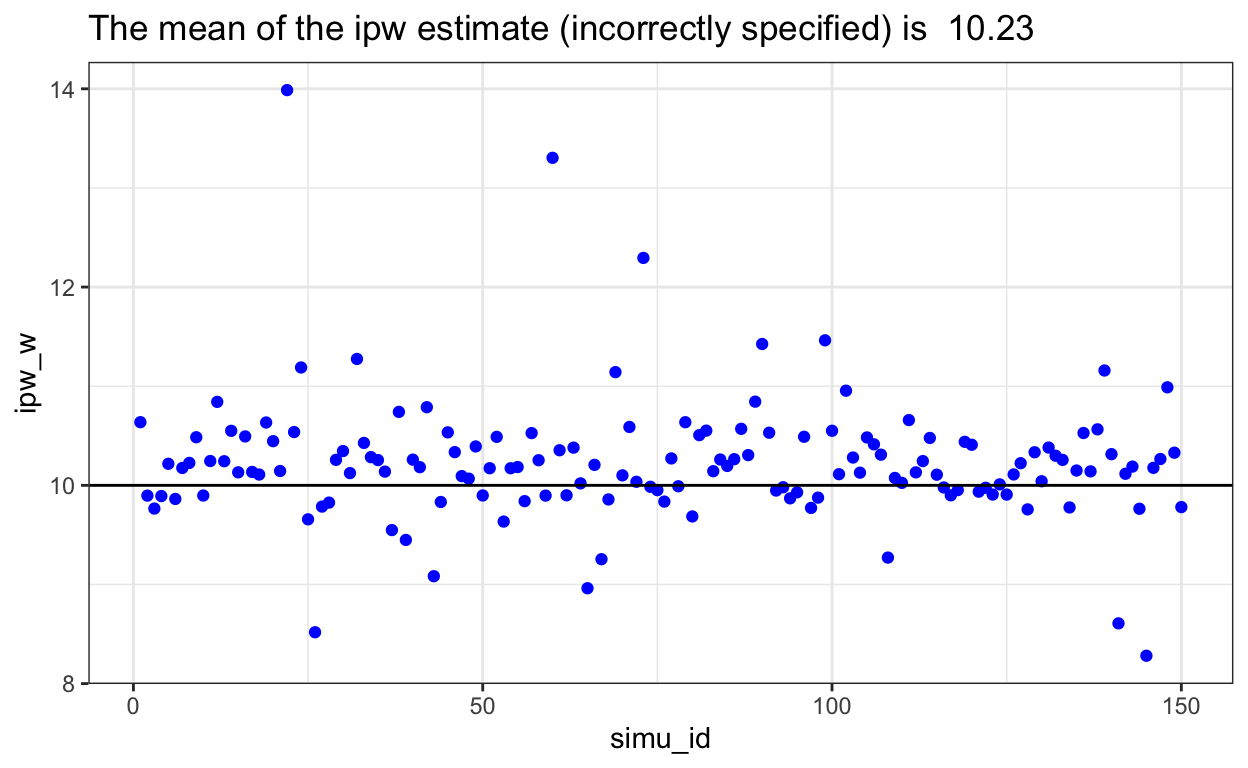 The mean of the ipw estimate (incorrectly specified) is  10.23
14
12
10
8
ipw_w
0
50
100
150
simu_id